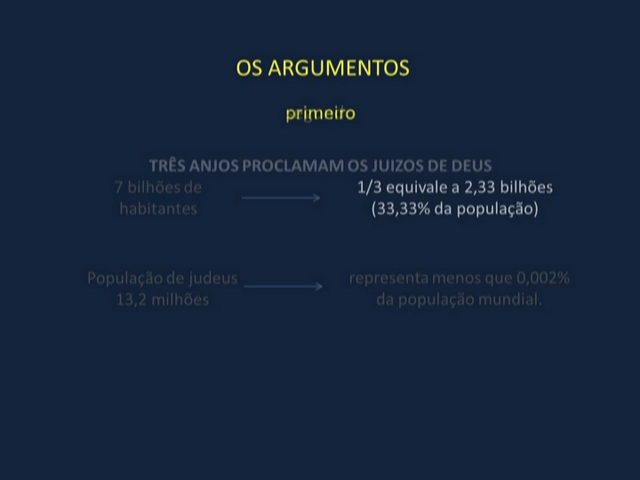 OS ARGUMENTOS
primeiro
TRÊS ANJOS PROCLAMAM OS JUIZOS DE DEUS
7 bilhões de
habitantes
1/3 equivale a 2,33 bilhões
(33,33% da população)
População de judeus
13,2 milhões
representa menos que 0,002%
da população mundial.